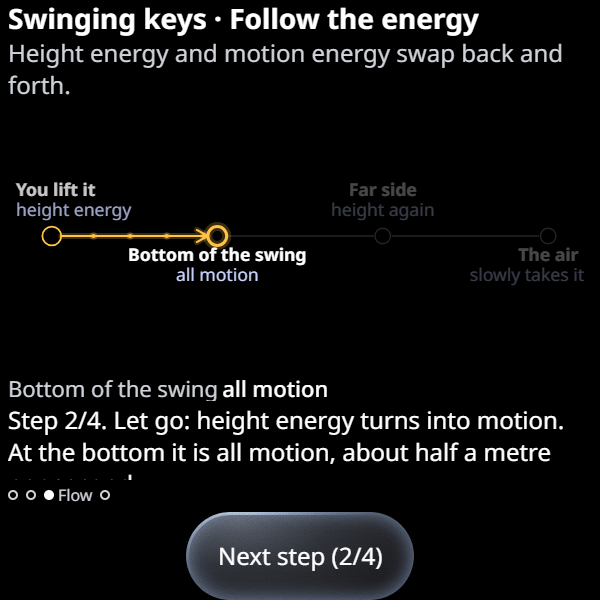 Swinging keys · Follow the energy
Height energy and motion energy swap back and
forth.
You lift it
height energy
Far side
height again
Bottom of the swing
all motion
The air
slowly takes it
Bottom of the swing all motion
Step 2/4. Let go: height energy turns into motion.
At the bottom it is all motion, about half a metre
Flow
Next step (2/4)